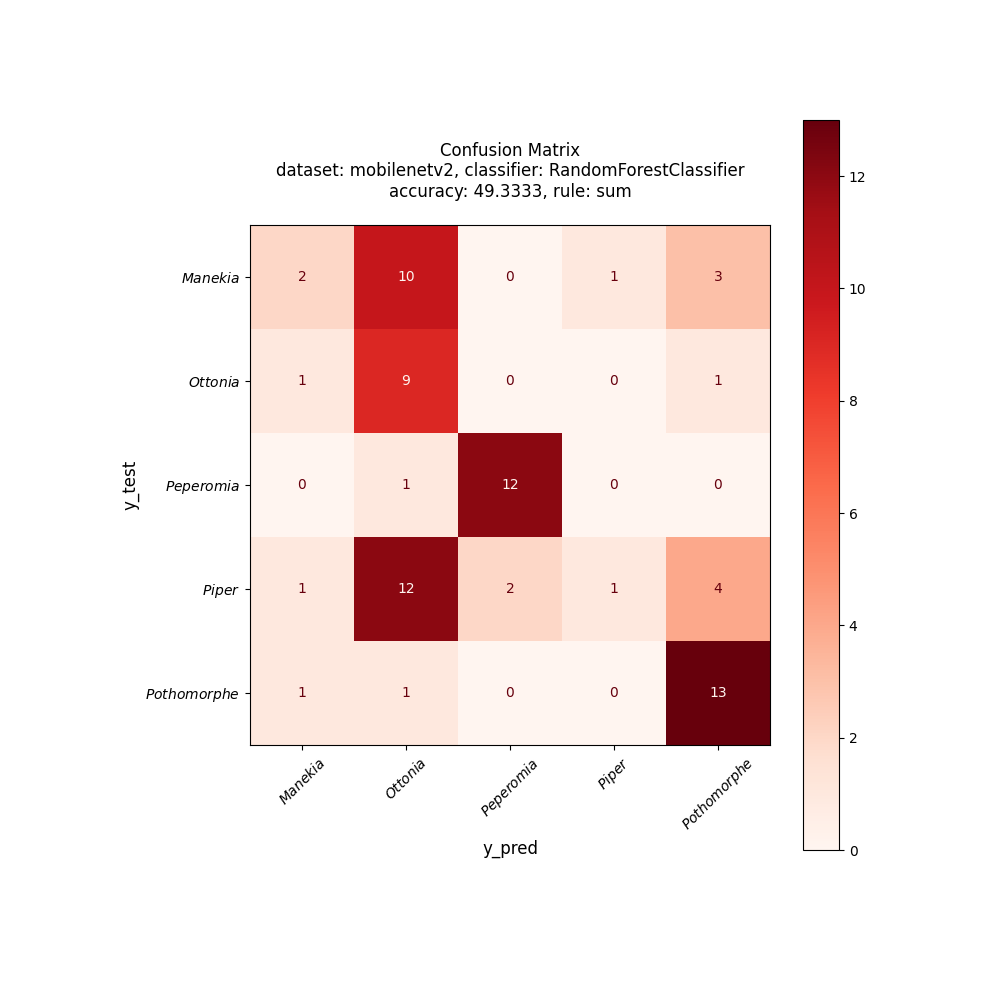 Confusion Matrix
dataset: mobilenetv2, classifier: RandomForestClassifier
accuracy: 49.3333, rule: sum
y_test
Manekia 2 10 0 1 3
Ottonia 1 9 0 0 1
Peperomia 0 1 12 0 0
Piper 1 12 2 1 4
Pothomorphe 1 1 0 0 13
Manekia Ottonia Peperomia Piper Pothomorphe
y_pred
12
10
8
6
4
2
0